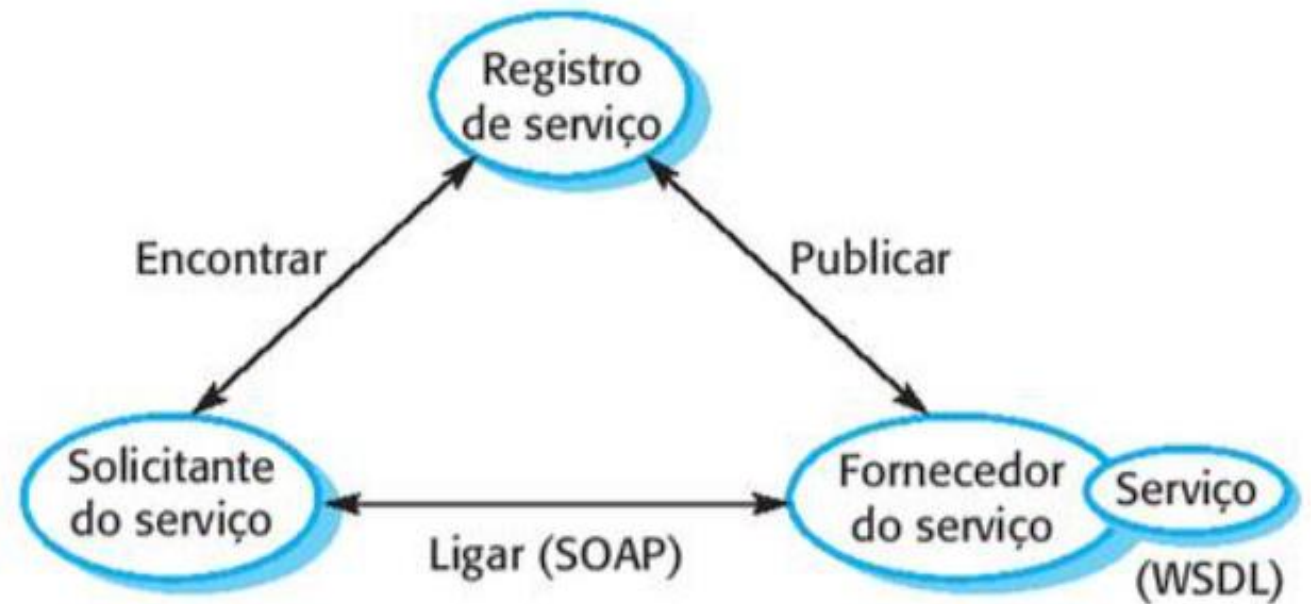 Registro
de serviço
Encontrar
Publicar
Solicitante
do serviço
Ligar (SOAP)
Fornecedor
do serviço
Serviço
(WSDL)